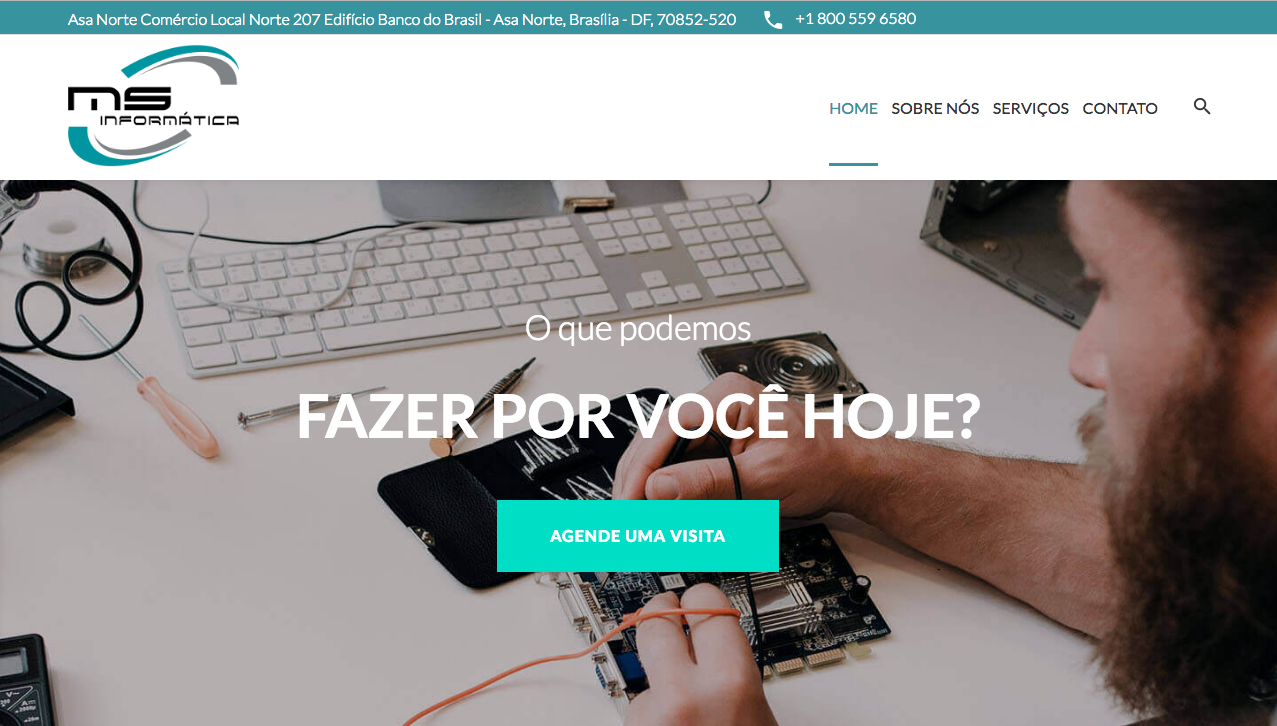 Asa Norte Comércio Local Norte 207 Edifício Banco do Brasil - Asa Norte, Brasília - DF, 70852-520
+1 800 559 6580
MS
INFORMÁTICA
HOME SOBRE NÓS SERVIÇOS CONTATO
O que podemos
FAZER POR VOCÊ HOJE?
AGENDE UMA VISITA